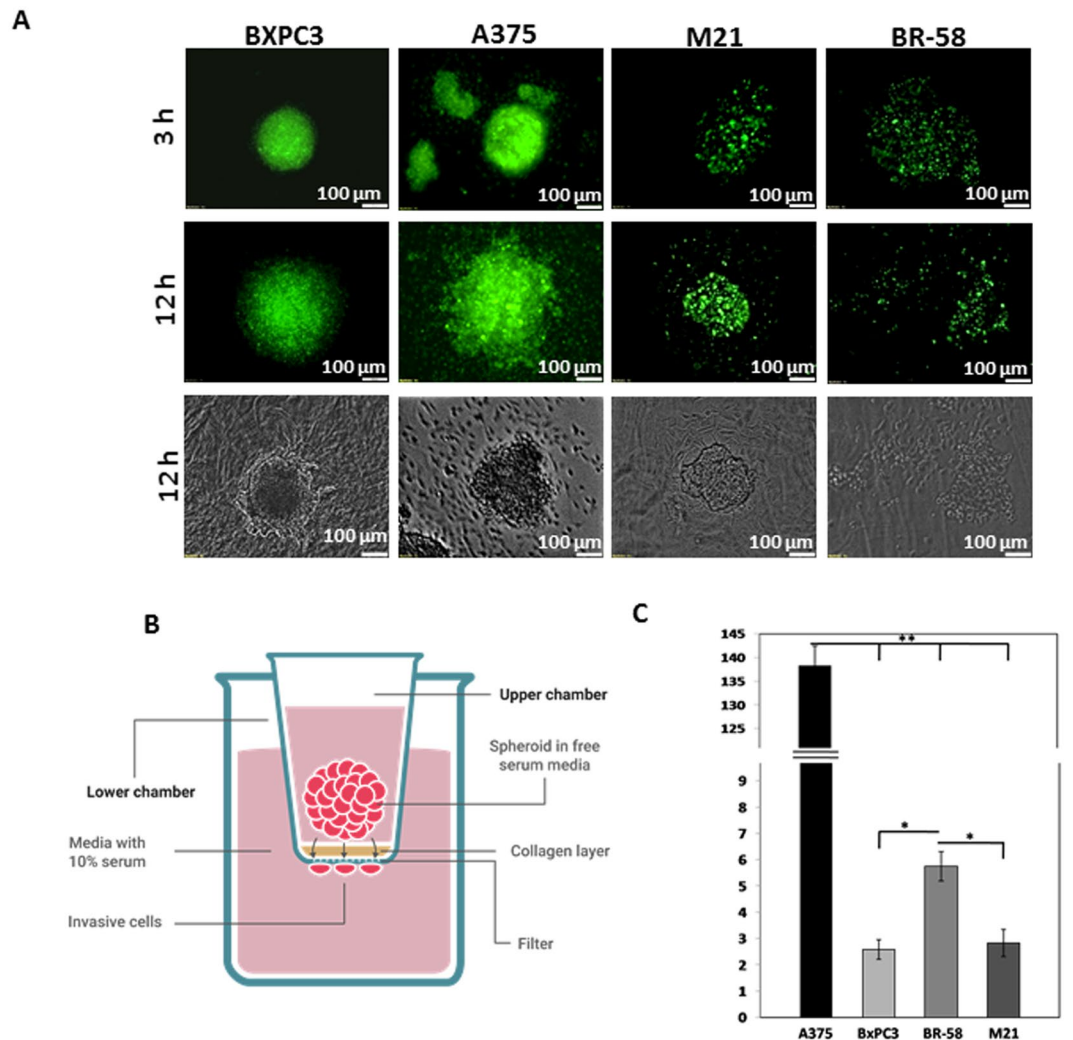 A
BXPC3 A375 M21 BR-58
3 h
100 µm 100 µm 100 µm 100 µm
12 h
100 µm 100 µm 100 µm 100 µm
12 h
100 µm 100 µm 100 µm 100 µm
B
Upper chamber
Spheroid in free
serum media
Lower chamber
Media with
10% serum
Collagen layer
Invasive cells
Filter
C
145
140
135
130
125
9
8
7
6
5
4
3
2
1
0
**
* *
A375 BxPC3 BR-58 M21